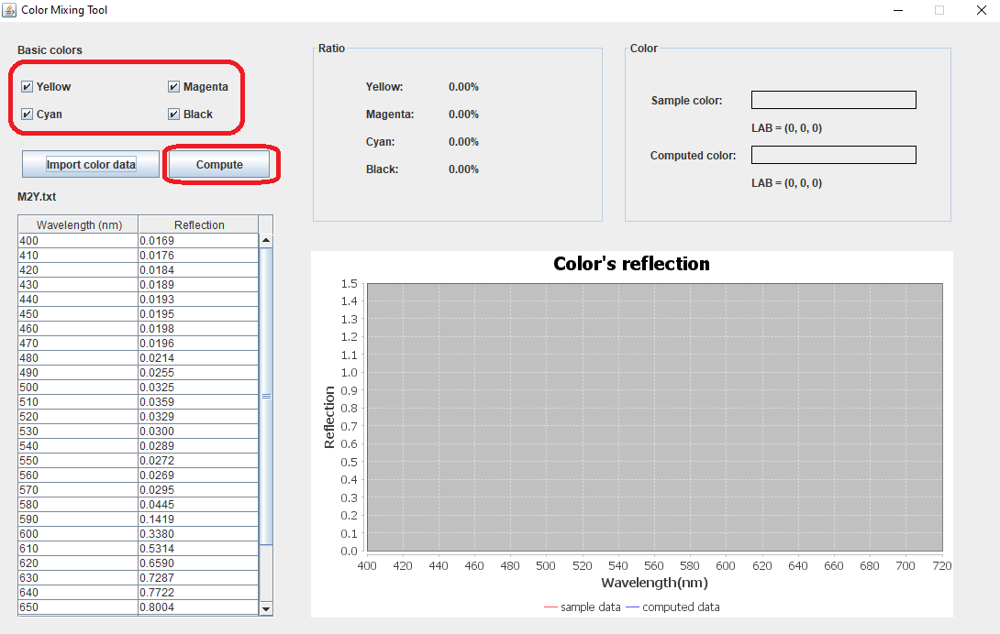 Color Mixing Tool
Basic colors
Yellow Magenta
Cyan Black
Import color data Compute
M2Y.txt
Wavelength (nm) Reflection
400 0.0169
410 0.0176
420 0.0184
430 0.0189
440 0.0193
450 0.0195
460 0.0198
470 0.0196
480 0.0214
490 0.0255
500 0.0325
510 0.0359
520 0.0329
530 0.0300
540 0.0289
550 0.0272
560 0.0269
570 0.0295
580 0.0445
590 0.1419
600 0.3380
610 0.5314
620 0.6590
630 0.7287
640 0.7722
650 0.8004
Ratio
Yellow: 0.00%
Magenta: 0.00%
Cyan: 0.00%
Black: 0.00%
Color
Sample color:
LAB = (0, 0, 0)
Computed color:
LAB = (0, 0, 0)
Color's reflection
1.5
1.4
1.3
1.2
1.1
1.0
0.9
0.8
0.7
0.6
0.5
0.4
0.3
0.2
0.1
0.0
Reflection
400 420 440 460 480 500 520 540 560 580 600 620 640 660 680 700 720
Wavelength(nm)
sample data computed data